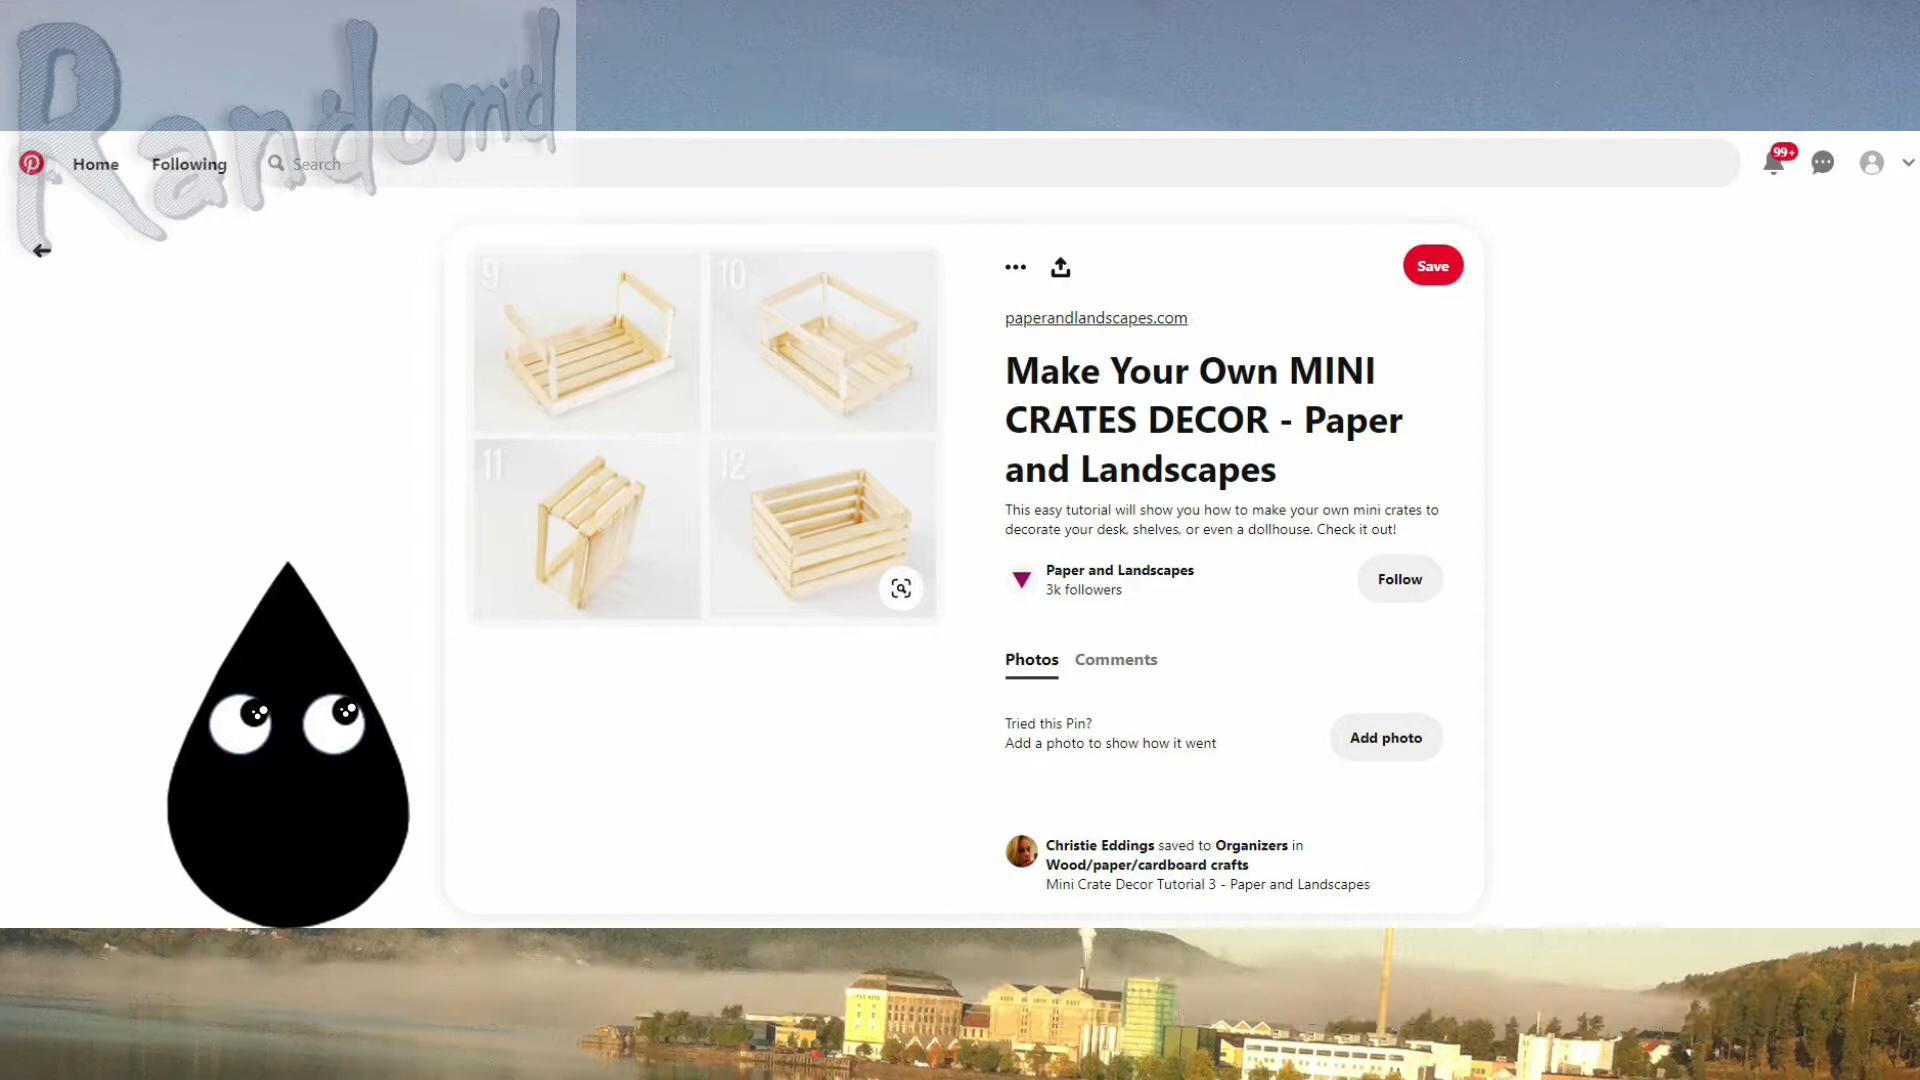 Randomd
Home
Following
Search
99+
9
10
11
12
Save
paperandlandscapes.com
Make Your Own MINI
CRATES DECOR - Paper
and Landscapes
This easy tutorial will show you how to make your own mini crates to
decorate your desk, shelves, or even a dollhouse. Check it out!
Paper and Landscapes
3k followers
Follow
Photos
Comments
Tried this Pin?
Add a photo to show how it went
Add photo
Christie Eddings saved to Organizers in
Wood/paper/cardboard crafts
Mini Crate Decor Tutorial 3 - Paper and Landscapes